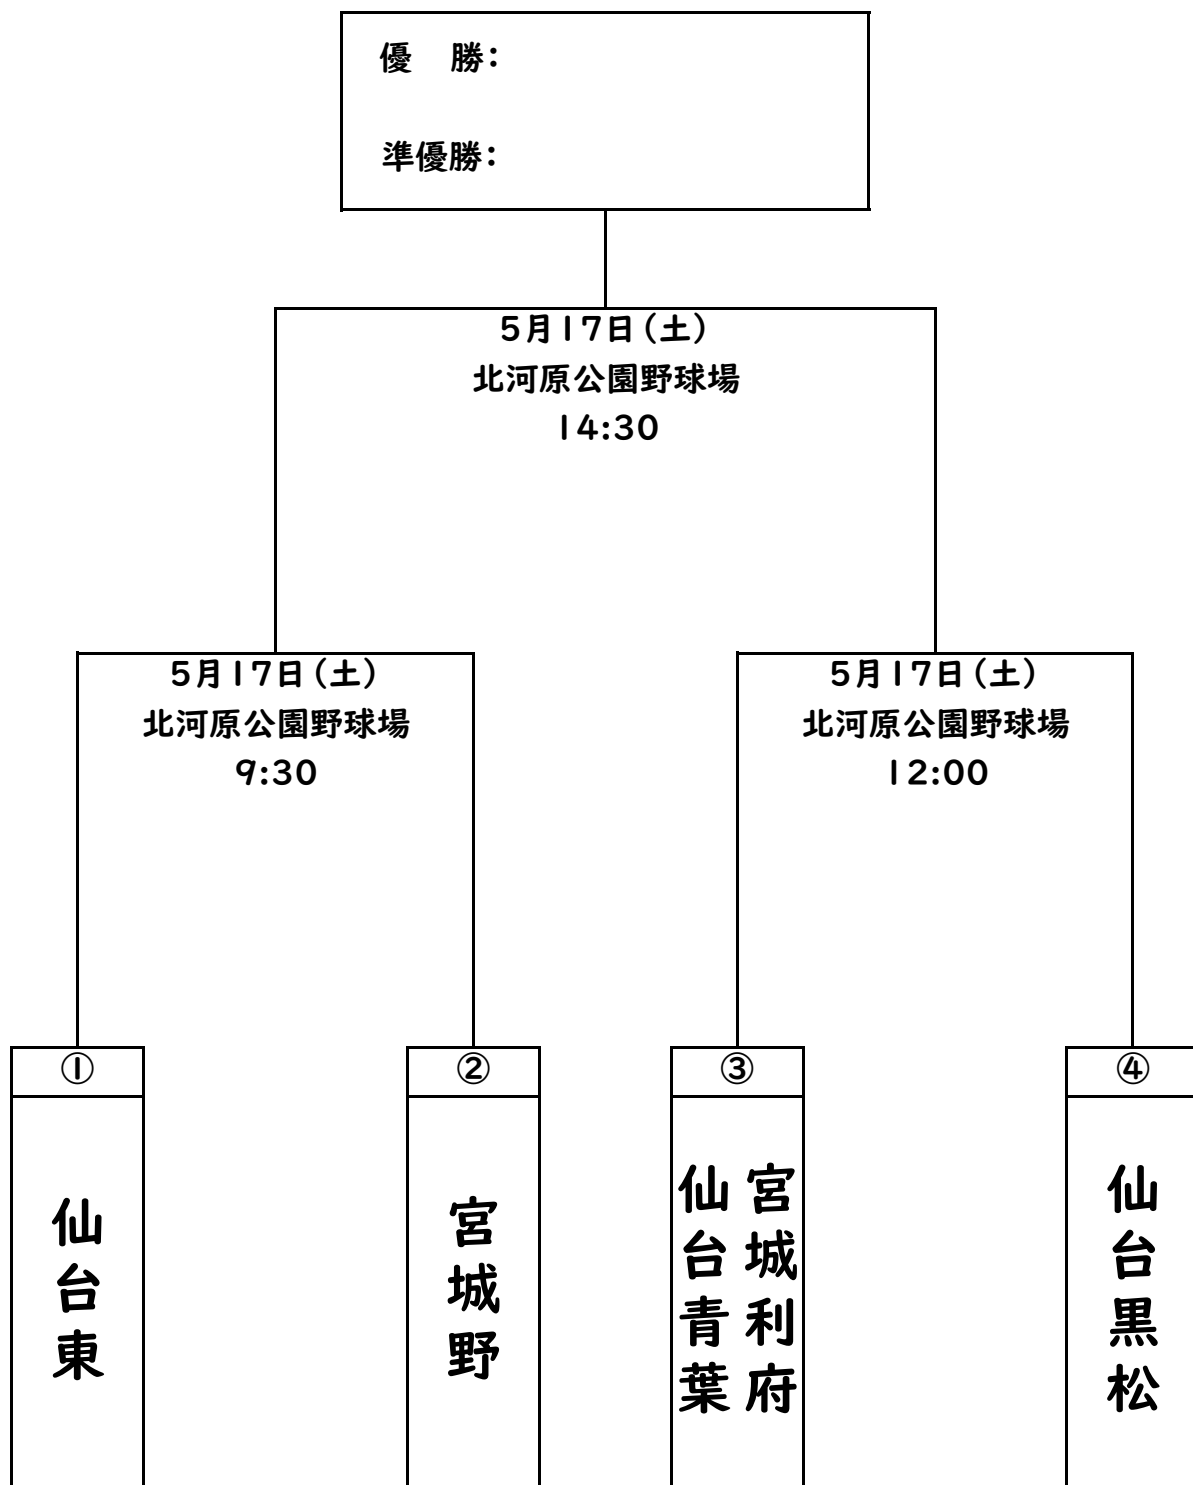 優　勝：
準優勝：
5月17日（土）
北河原公園野球場
14:30
5月17日（土）
北河原公園野球場
9:30
5月17日（土）
北河原公園野球場
12:00
①
②
③
④
仙台東
宮城野
宮城利府
仙台青葉
仙台黒松